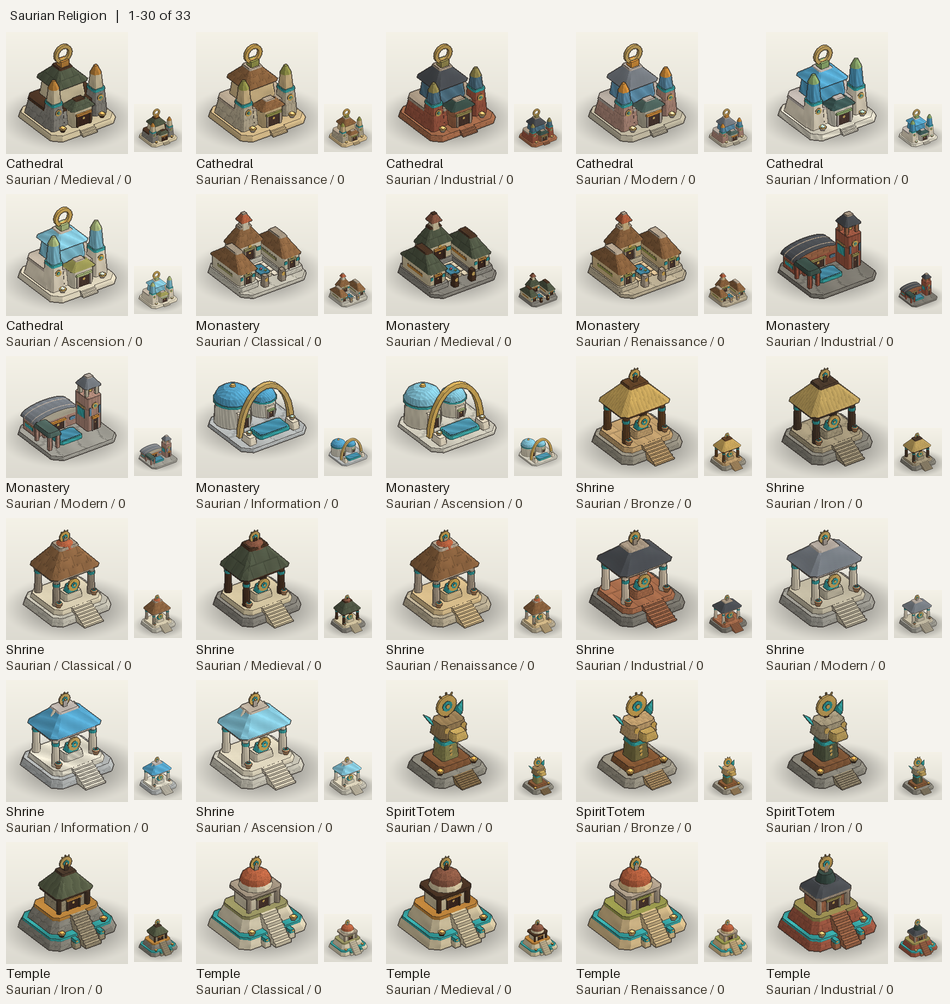 Saurian Religion | 1-30 of 33
Cathedral Cathedral Cathedral Cathedral Cathedral
Saurian / Medieval / 0 Saurian / Renaissance / 0 Saurian / Industrial / 0 Saurian / Modern / 0 Saurian / Information / 0
Cathedral Monastery Monastery Monastery Monastery
Saurian / Ascension / 0 Saurian / Classical / 0 Saurian / Medieval / 0 Saurian / Renaissance / 0 Saurian / Industrial / 0
Monastery Monastery Monastery Shrine Shrine
Saurian / Modern / 0 Saurian / Information / 0 Saurian / Ascension / 0 Saurian / Bronze / 0 Saurian / Iron / 0
Shrine Shrine Shrine Shrine Shrine
Saurian / Classical / 0 Saurian / Medieval / 0 Saurian / Renaissance / 0 Saurian / Industrial / 0 Saurian / Modern / 0
Shrine Shrine SpiritTotem SpiritTotem SpiritTotem
Saurian / Information / 0 Saurian / Ascension / 0 Saurian / Dawn / 0 Saurian / Bronze / 0 Saurian / Iron / 0
Temple Temple Temple Temple Temple
Saurian / Iron / 0 Saurian / Classical / 0 Saurian / Medieval / 0 Saurian / Renaissance / 0 Saurian / Industrial / 0